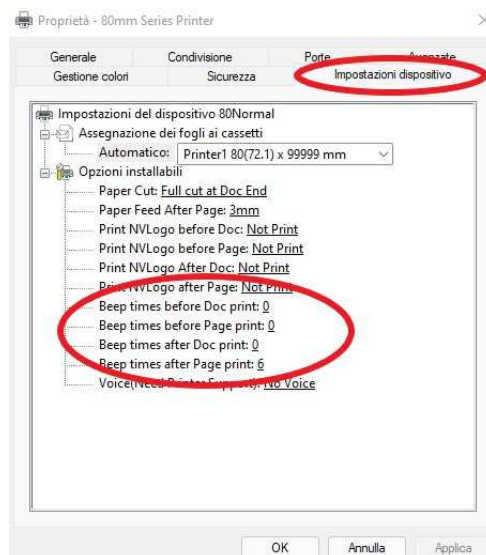 Proprietà - 80mm Series Printer
Generale Condivisione Porte Avanzate
Gestione colori Sicurezza Impostazioni dispositivo
Impostazioni del dispositivo 80Normal
Assegnazione dei fogli ai cassetti
Automatico: Printer1 80(72.1) x 99999 mm
Opzioni installabili
Paper Cut: Full cut at Doc End
Paper Feed After Page: 3mm
Print NVLogo before Doc: Not Print
Print NVLogo before Page: Not Print
Print NVLogo After Doc: Not Print
Print NVLogo after Page: Not Print
Beep times before Doc print: 0
Beep times before Page print: 0
Beep times after Doc print: 0
Beep times after Page print: 6
Voice(Need Printer Support): No Voice
OK Annulla Applica